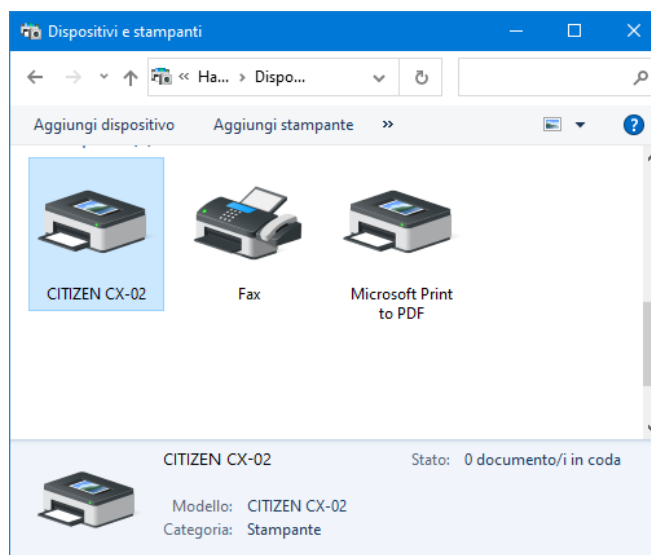 Dispositivi e stampanti
« Ha... › Dispo...
Aggiungi dispositivo Aggiungi stampante »
CITIZEN CX-02 Fax Microsoft Print
to PDF
CITIZEN CX-02 Stato: 0 documento/i in coda
Modello: CITIZEN CX-02
Categoria: Stampante